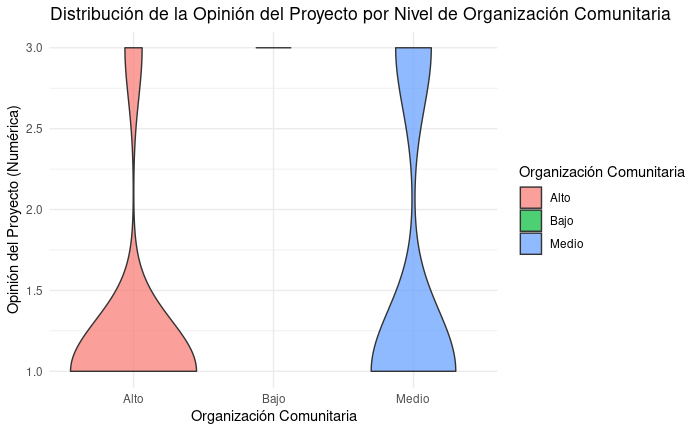 Distribución de la Opinión del Proyecto por Nivel de Organización Comunitaria
Opinión del Proyecto (Numérica)
3.0
2.5
2.0
1.5
1.0
Alto
Bajo
Medio
Organización Comunitaria
Organización Comunitaria
Alto
Bajo
Medio